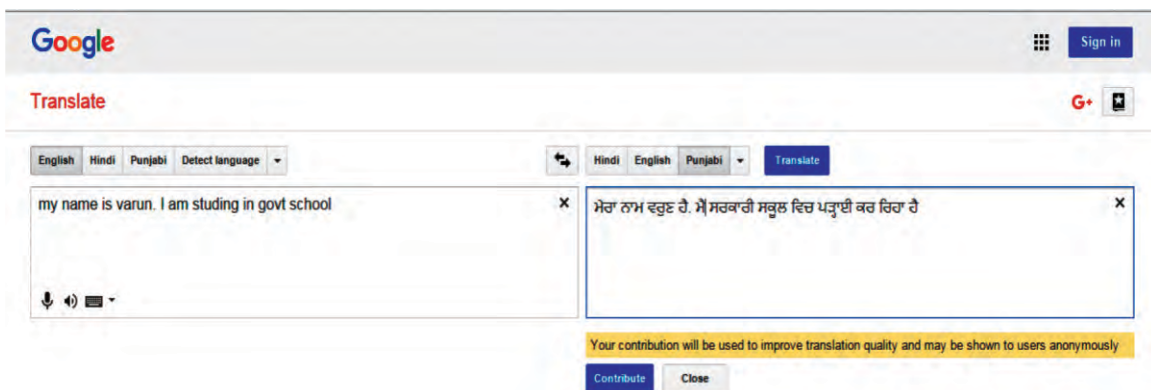 Google
Sign in
Translate
G+
English Hindi Punjabi Detect language
Hindi English Punjabi Translate
my name is varun. I am studing in govt school
ਮੇਰਾ ਨਾਮ ਵਰੁਣ ਹੈ. ਮੈਂ ਸਰਕਾਰੀ ਸਕੂਲ ਵਿਚ ਪੜ੍ਹਾਈ ਕਰ ਰਿਹਾ ਹੈ
Your contribution will be used to improve translation quality and may be shown to users anonymously
Contribute Close